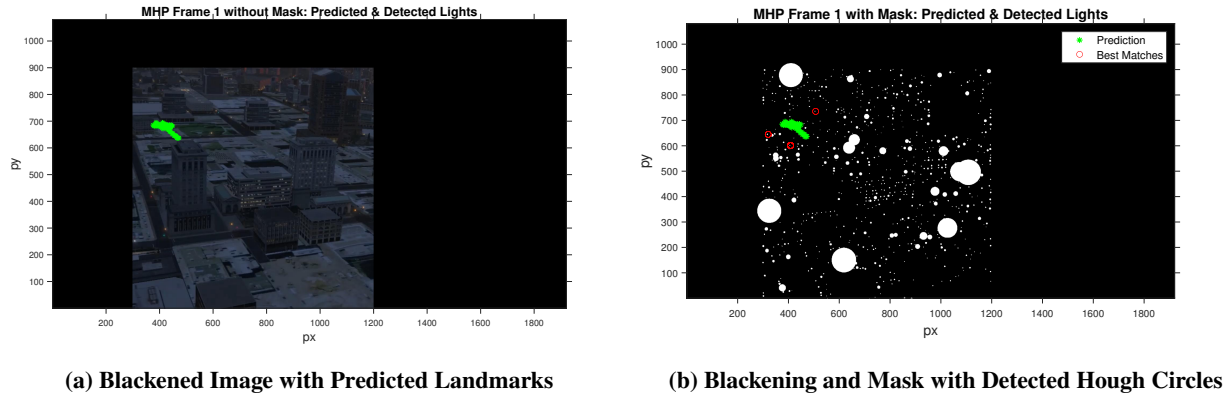 MHP Frame 1 without Mask: Predicted & Detected Lights
1000
900
800
700
600
500
400
300
200
100
py
200 400 600 800 1000 1200 1400 1600 1800
px
(a) Blackened Image with Predicted Landmarks
MHP Frame 1 with Mask: Predicted & Detected Lights
Prediction
Best Matches
1000
900
800
700
600
500
400
300
200
100
py
200 400 600 800 1000 1200 1400 1600 1800
px
(b) Blackening and Mask with Detected Hough Circles